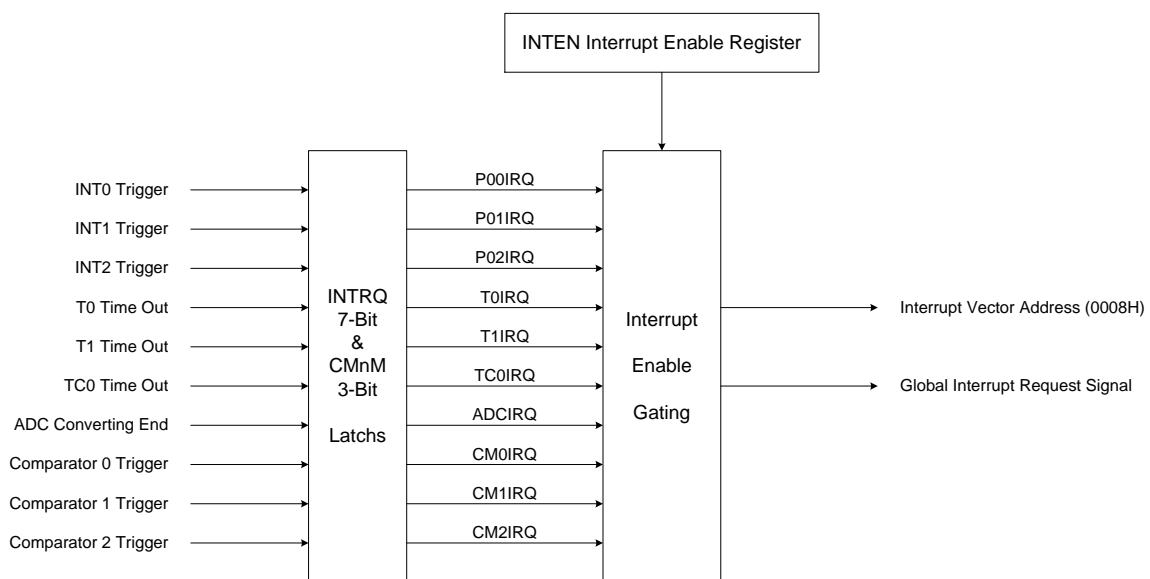 INTEN Interrupt Enable Register
INT0 Trigger
INT1 Trigger
INT2 Trigger
T0 Time Out
T1 Time Out
TC0 Time Out
ADC Converting End
Comparator 0 Trigger
Comparator 1 Trigger
Comparator 2 Trigger
INTRQ
7-Bit
&
CMnM
3-Bit
Latchs
P00IRQ
P01IRQ
P02IRQ
T0IRQ
T1IRQ
TC0IRQ
ADCIRQ
CM0IRQ
CM1IRQ
CM2IRQ
Interrupt
Enable
Gating
Interrupt Vector Address (0008H)
Global Interrupt Request Signal